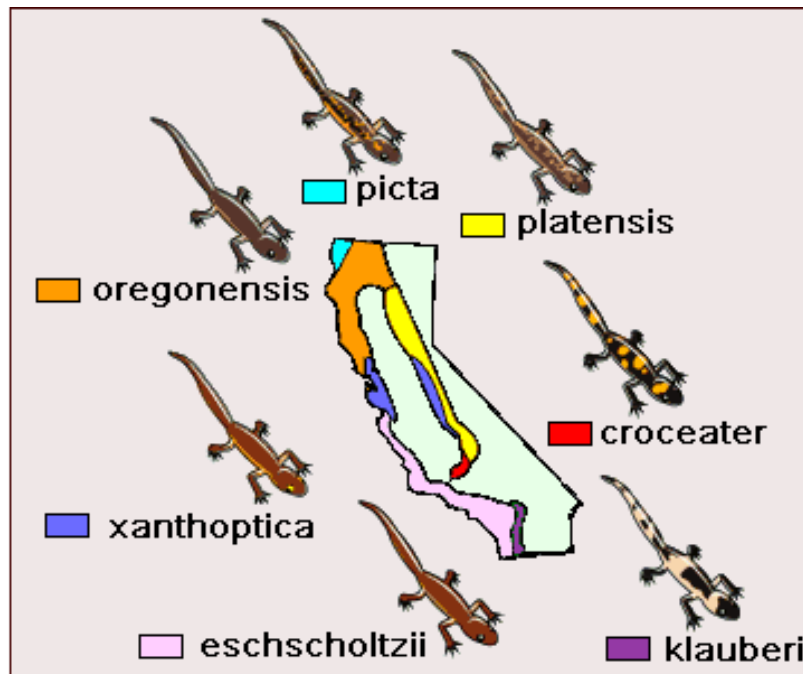 picta
platensis
oregonensis
croceater
xanthoptica
eschscholtzii
klauberi